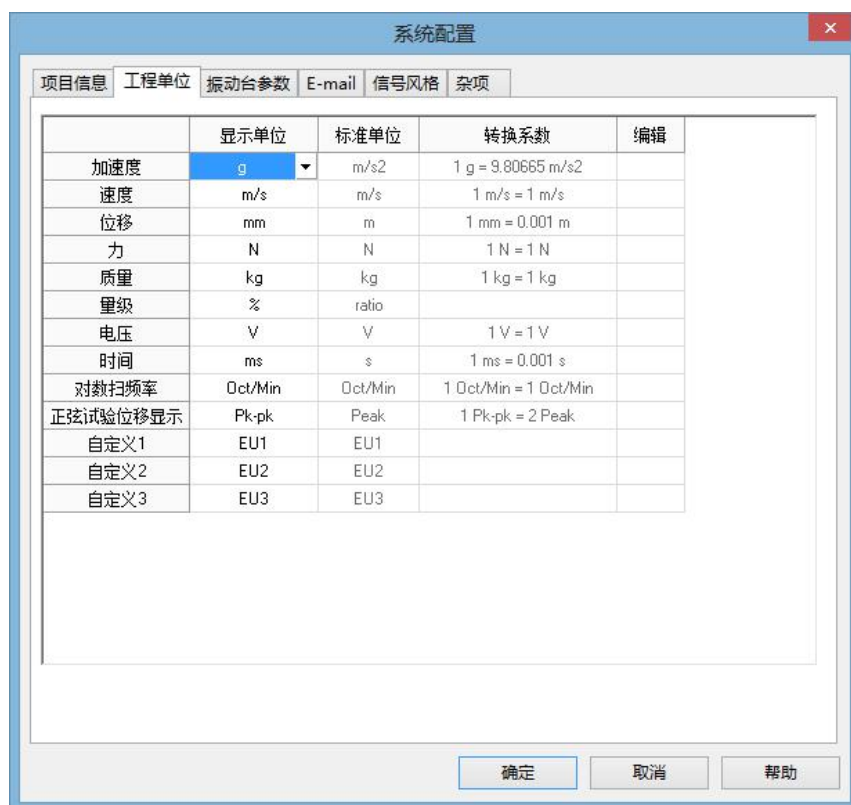 系统配置
项目信息 工程单位 振动台参数 E-mail 信号风格 杂项
显示单位 标准单位 转换系数 编辑
加速度 g m/s2 1 g = 9.80665 m/s2
速度 m/s m/s 1 m/s = 1 m/s
位移 mm m 1 mm = 0.001 m
力 N N 1 N = 1 N
质量 kg kg 1 kg = 1 kg
量级 % ratio
电压 V V 1 V = 1 V
时间 ms s 1 ms = 0.001 s
对数扫频率 Oct/Min Oct/Min 1 Oct/Min = 1 Oct/Min
正弦试验位移显示 Pk-pk Peak 1 Pk-pk = 2 Peak
自定义1 EU1 EU1
自定义2 EU2 EU2
自定义3 EU3 EU3
确定 取消 帮助